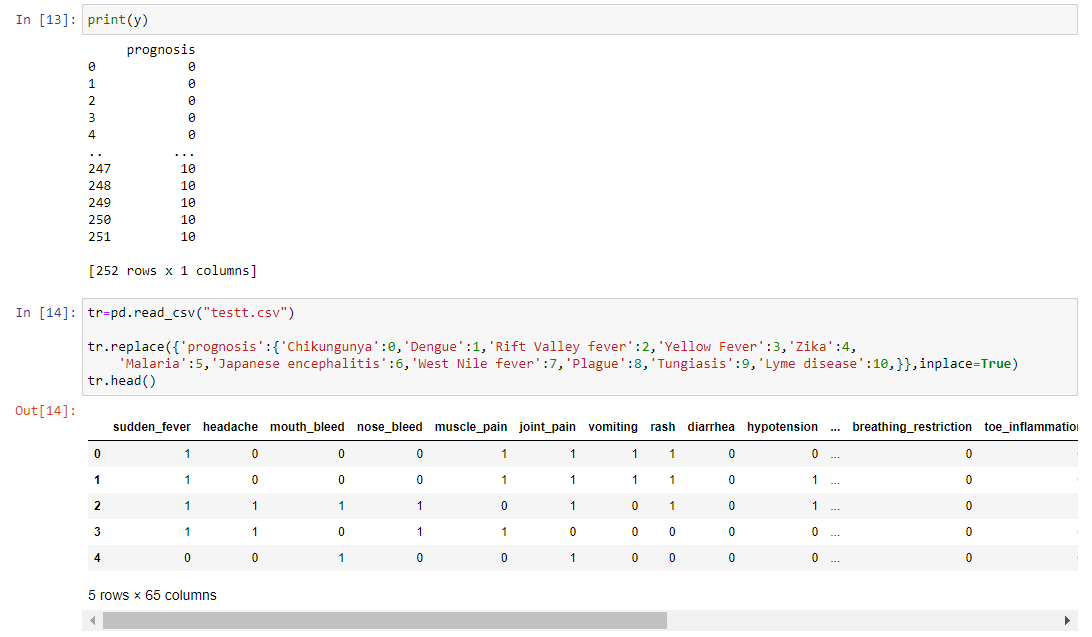 In [13]: print(y)
prognosis
0 0
1 0
2 0
3 0
4 0
.. ...
247 10
248 10
249 10
250 10
251 10
[252 rows x 1 columns]
In [14]: tr=pd.read_csv("testt.csv")
tr.replace({'prognosis':{'Chikungunya':0,'Dengue':1,'Rift Valley fever':2,'Yellow Fever':3,'Zika':4,
'Malaria':5,'Japanese encephalitis':6,'West Nile fever':7,'Plague':8,'Tungiasis':9,'Lyme disease':10,}},inplace=True)
tr.head()
Out[14]:
sudden_fever headache mouth_bleed nose_bleed muscle_pain joint_pain vomiting rash diarrhea hypotension ... breathing_restriction toe_inflammatio
0 1 0 0 0 1 1 1 1 0 0 ... 0
1 1 0 0 0 1 1 1 1 0 1 ... 0
2 1 1 1 1 0 1 0 1 0 1 ... 0
3 1 1 0 1 1 0 0 0 0 0 ... 0
4 0 0 1 0 0 1 0 0 0 0 ... 0
5 rows × 65 columns